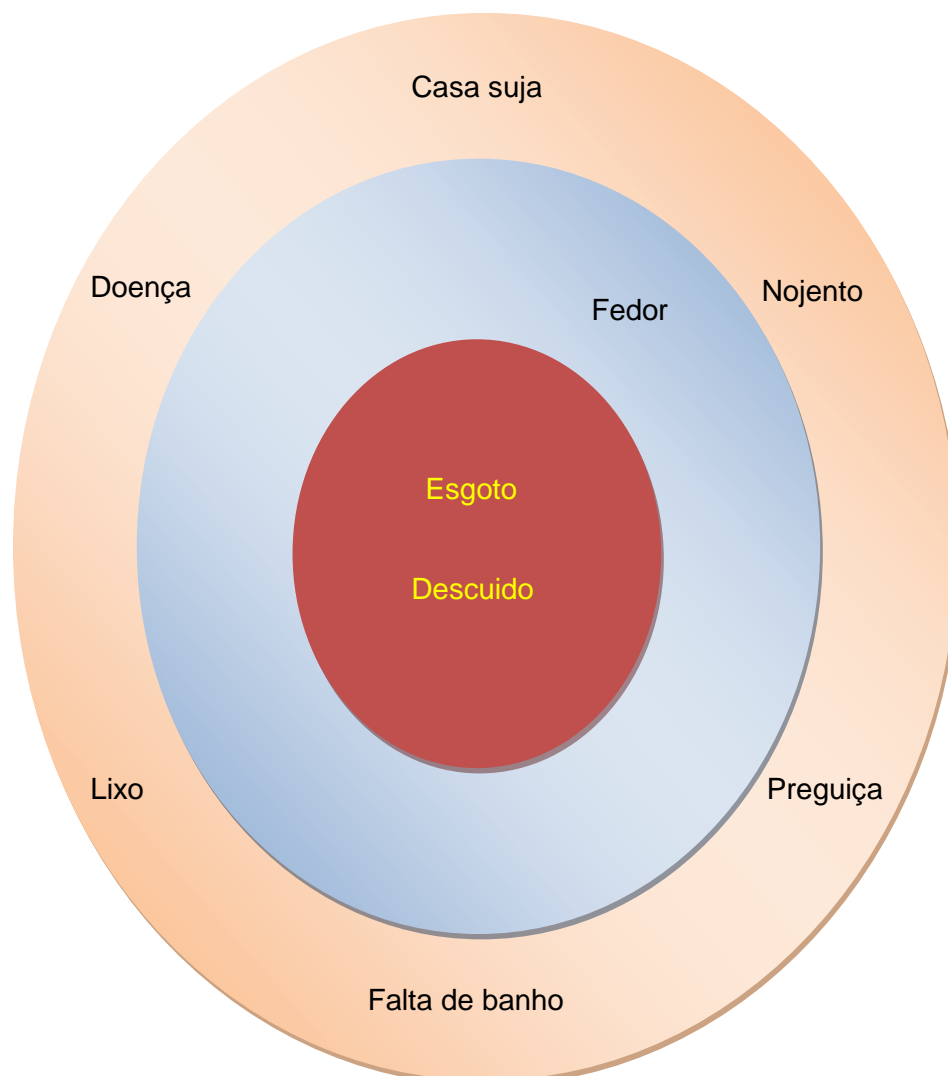 Casa suja
Doença
Nojento
Fedor
Esgoto
Descuido
Lixo
Preguiça
Falta de banho